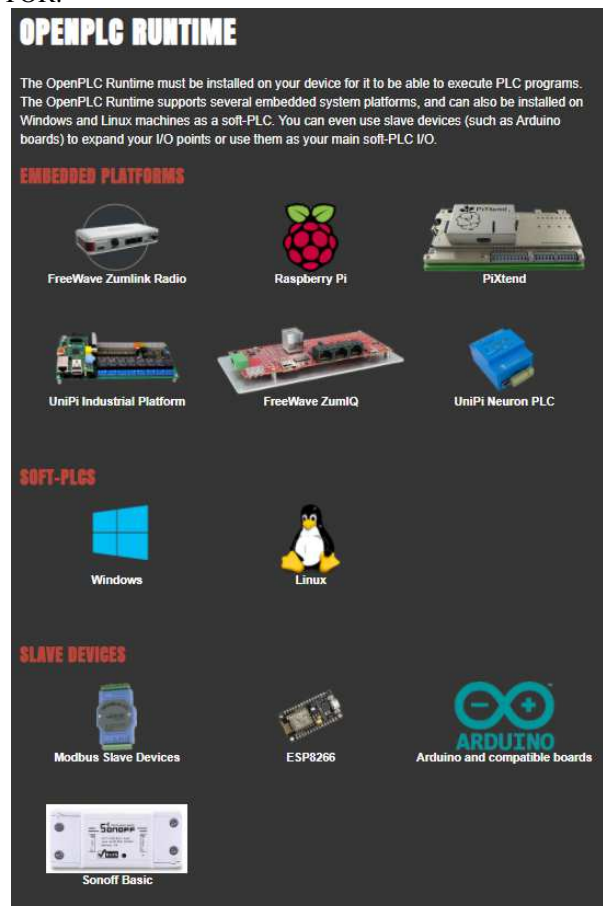 TOR.
OPENPLC RUNTIME
The OpenPLC Runtime must be installed on your device for it to be able to execute PLC programs.
The OpenPLC Runtime supports several embedded system platforms, and can also be installed on
Windows and Linux machines as a soft-PLC. You can even use slave devices (such as Arduino
boards) to expand your I/O points or use them as your main soft-PLC I/O.
EMBEDDED PLATFORMS
FreeWave Zumlink Radio
Raspberry Pi
PiXtend
UniPi Industrial Platform
FreeWave ZumIQ
UniPi Neuron PLC
SOFT-PLCS
Windows
Linux
SLAVE DEVICES
ARDUINO
Modbus Slave Devices
ESP8266
Arduino and compatible boards
SONOFF
Sonoff Basic